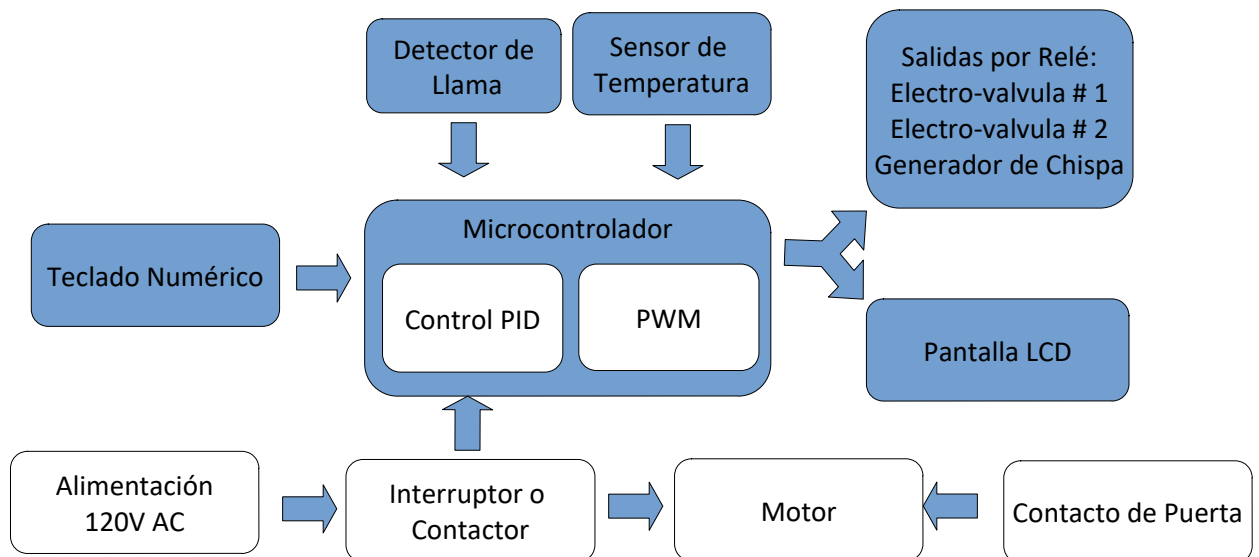 Detector de
Llama
Sensor de
Temperatura
Salidas por Relé:
Electro-valvula # 1
Electro-valvula # 2
Generador de Chispa
Microcontrolador
Teclado Numérico
Control PID
PWM
Pantalla LCD
Alimentación
120V AC
Interruptor o
Contactor
Motor
Contacto de Puerta